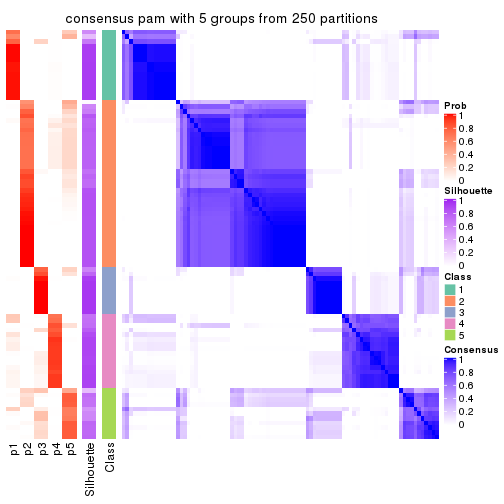 consensus pam with 5 groups from 250 partitions
Prob
1
0.8
0.6
0.4
0.2
0
Silhouette
1
0.8
0.6
0.4
0.2
0
Class
1
2
3
4
5
Consensus
1
0.8
0.6
0.4
0.2
0
p1
p2
p3
p4
p5
Silhouette
Class